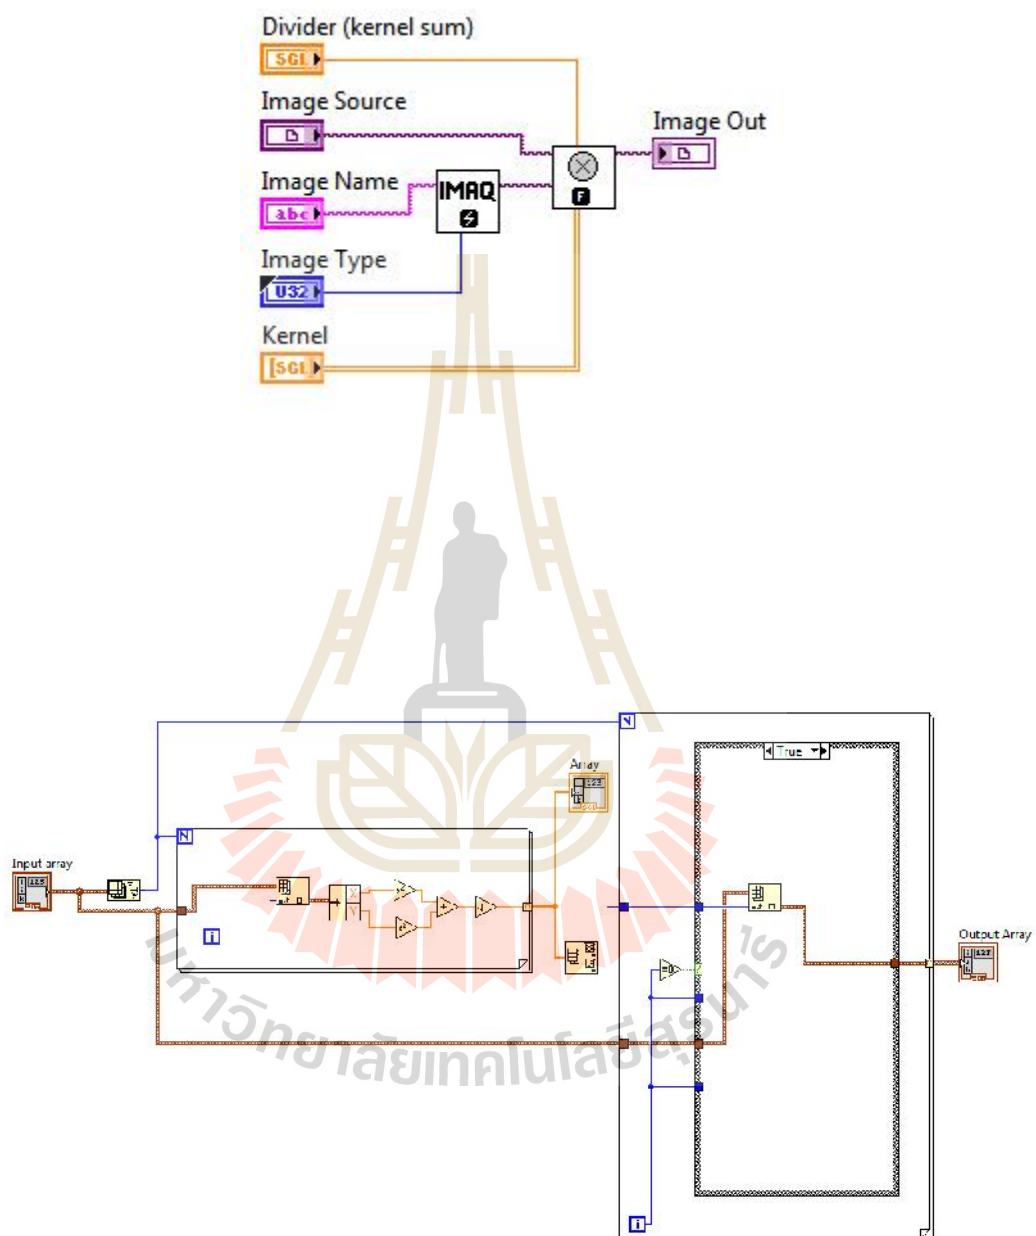 Divider (kernel sum)
SGL
Image Source
Image Out
Image Name
abc
IMAQ
F
Image Type
U32
Kernel
[SGL
True
Array
N
Input array
X
Y
i
Output Array
i
มหาวิทยาลัยเทคโนโลยีสุรนารี